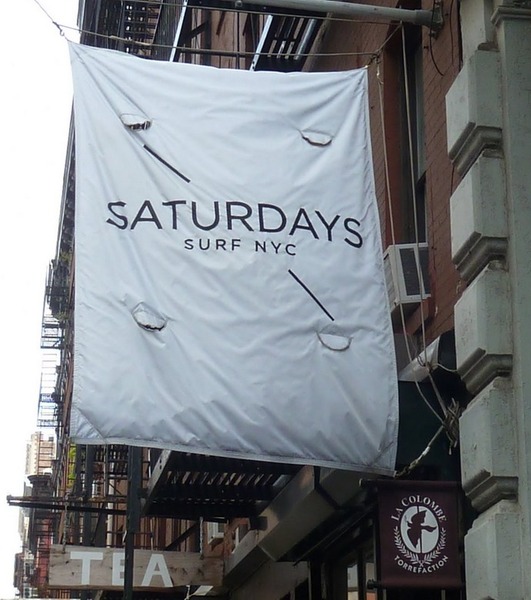 SATURDAYS
SURF NYC
LA COLOMBE
TORREFACTION
TEA